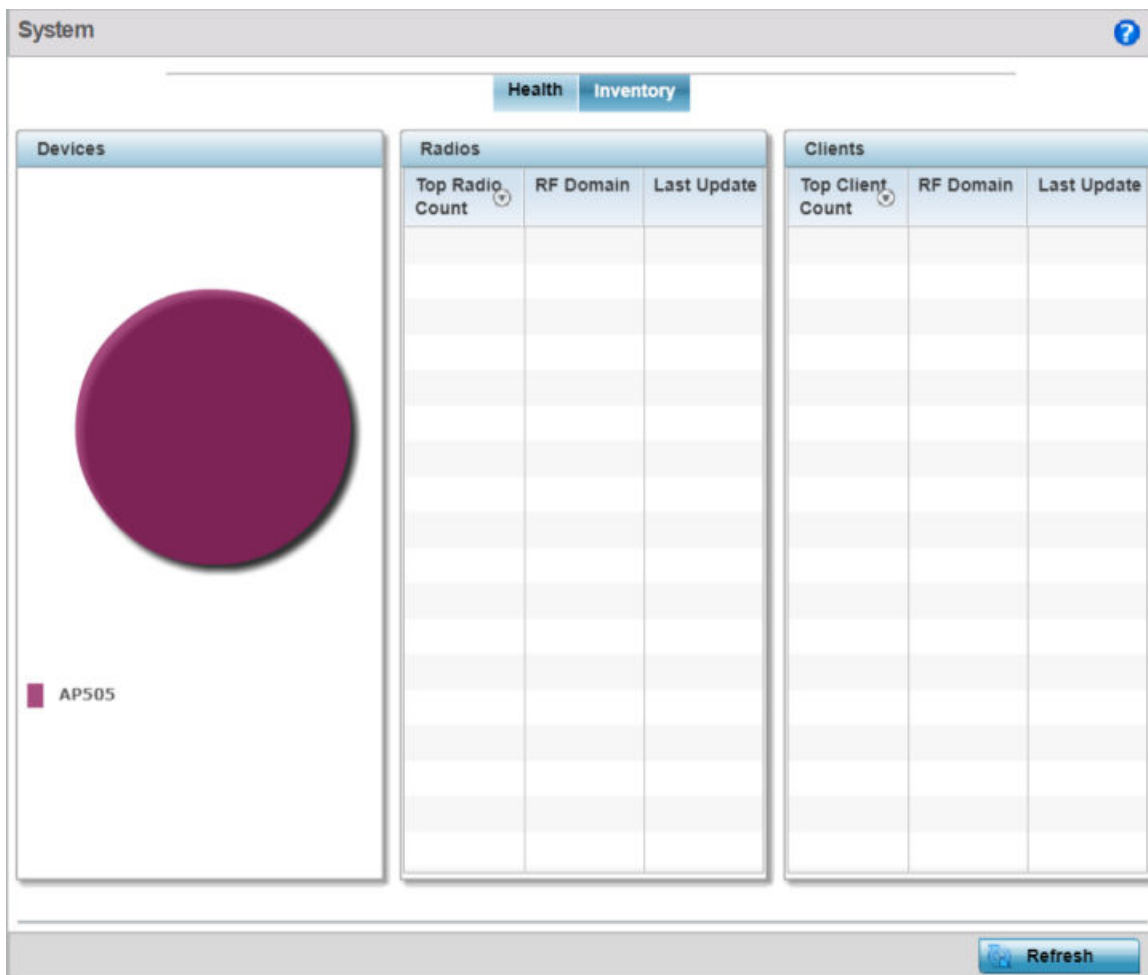 System
?
Health Inventory
Devices
Radios
Clients
Top Radio Count
RF Domain
Last Update
Top Client Count
RF Domain
Last Update
AP505
Refresh